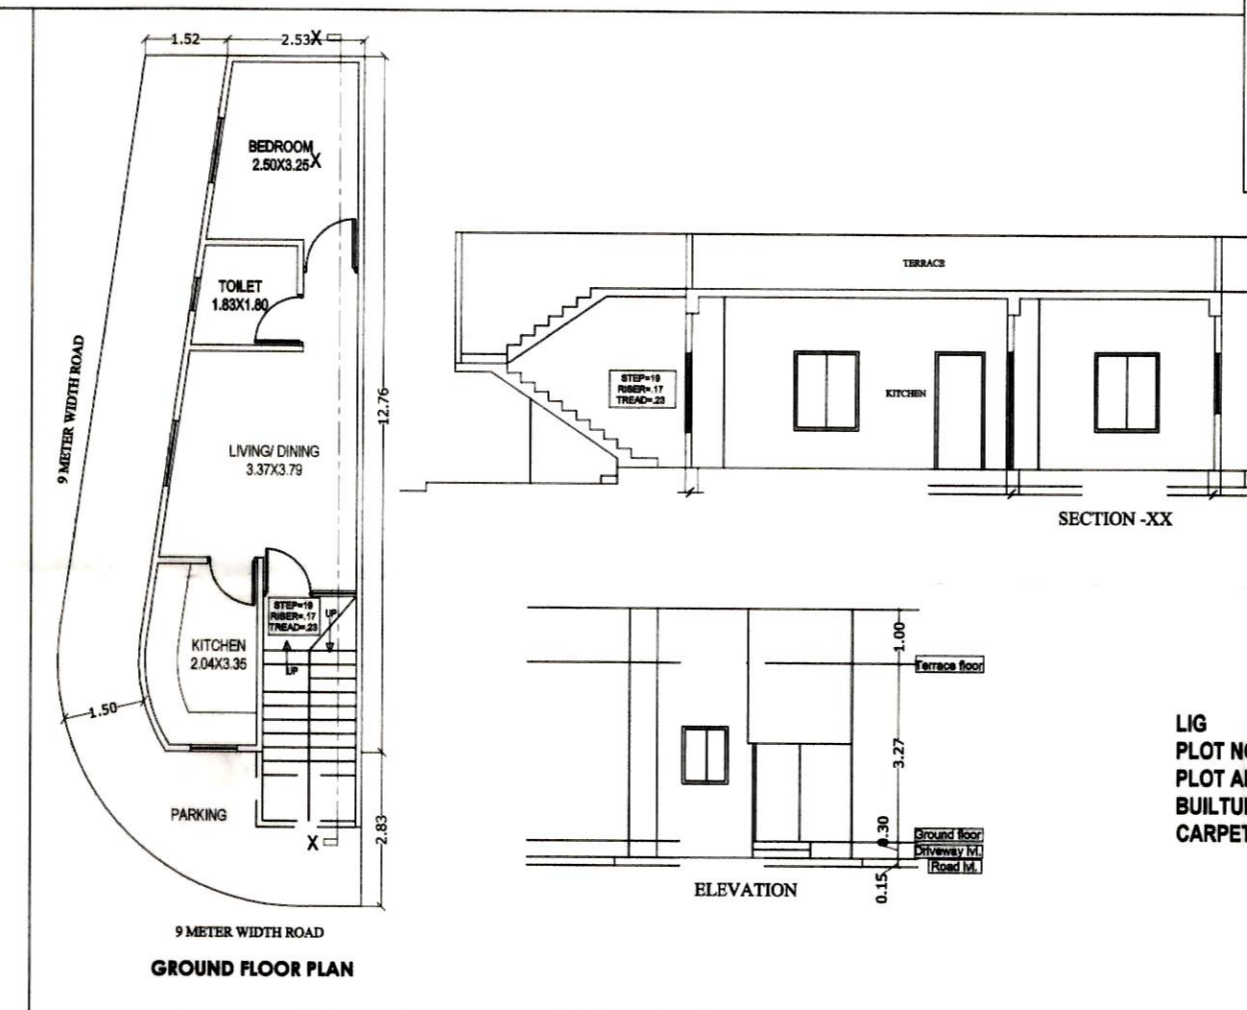 1.52
2.53
X
BEDROOM
2.50X3.25
X
TOILET
1.83X1.80
9 METER WIDTH ROAD
12.76
LIVING/ DINING
3.37X3.79
STEP=19
RISER=.17
TREAD=.23
UP
UP
KITCHEN
2.04X3.35
1.50
PARKING
X
2.83
9 METER WIDTH ROAD
GROUND FLOOR PLAN
TERRACE
STEP=19
RISER=.17
TREAD=.23
KITCHEN
SECTION -XX
1.00
Terrace floor
3.27
0.30
Ground floor
Driveway lvl.
Road lvl.
0.15
ELEVATION
LIG
PLOT
PLOT
CARPET